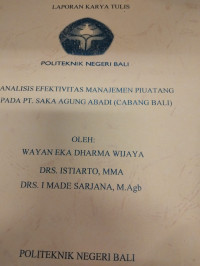 LAPORAN KARYA TULIS
POLITEKNIK NEGERI BALI
ANALISIS EFEKTIVITAS MANAJEMEN PIUATANG
PADA PT. SAKA AGUNG ABADI (CABANG BALI)
OLEH:
WAYAN EKA DHARMA WIJAYA
DRS. ISTIARTO, MMA
DRS. I MADE SARJANA, M.Agb
POLITEKNIK NEGERI BALI